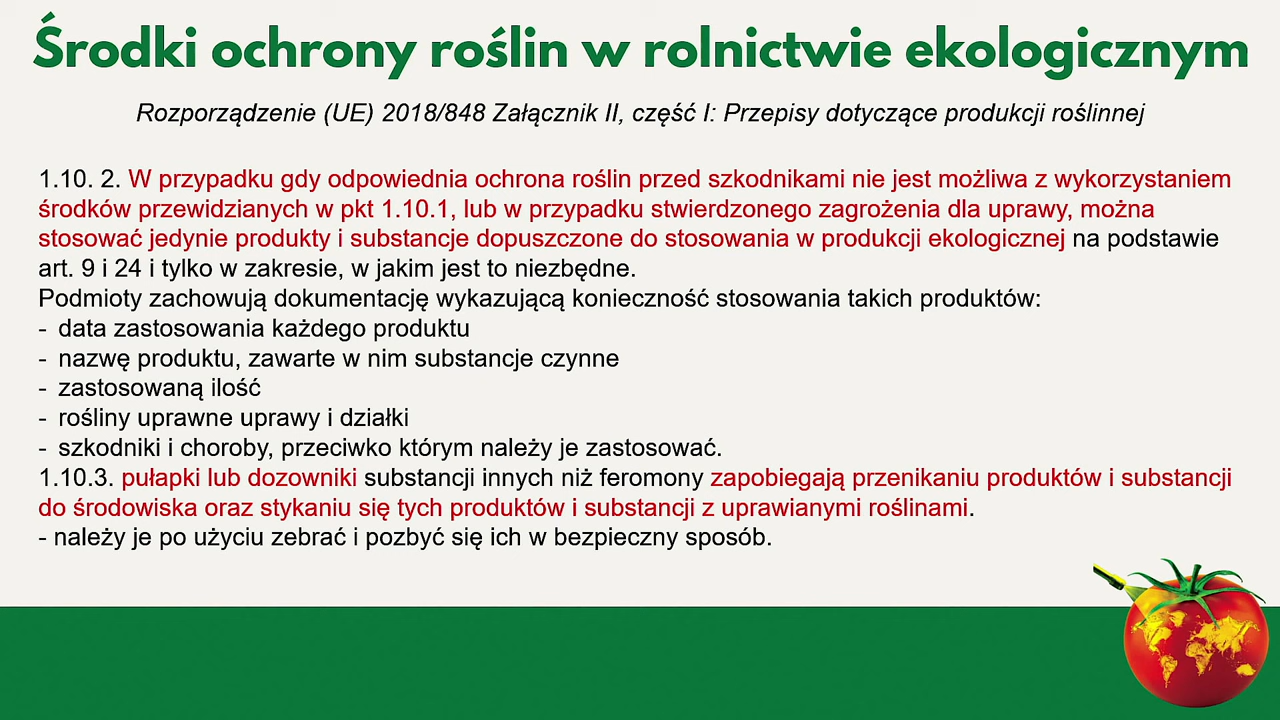 Środki ochrony roślin w rolnictwie ekologicznym
Rozporządzenie (UE) 2018/848 Załącznik II, część I: Przepisy dotyczące produkcji roślinnej
1.10. 2. W przypadku gdy odpowiednia ochrona roślin przed szkodnikami nie jest możliwa z wykorzystaniem
środków przewidzianych w pkt 1.10.1, lub w przypadku stwierdzonego zagrożenia dla uprawy, można
stosować jedynie produkty i substancje dopuszczone do stosowania w produkcji ekologicznej na podstawie
art. 9 i 24 i tylko w zakresie, w jakim jest to niezbędne.
Podmioty zachowują dokumentację wykazującą konieczność stosowania takich produktów:
- data zastosowania każdego produktu
- nazwę produktu, zawarte w nim substancje czynne
- zastosowaną ilość
- rośliny uprawne uprawy i działki
- szkodniki i choroby, przeciwko którym należy je zastosować.
1.10.3. pułapki lub dozowniki substancji innych niż feromony zapobiegają przenikaniu produktów i substancji
do środowiska oraz stykaniu się tych produktów i substancji z uprawianymi roślinami.
- należy je po użyciu zebrać i pozbyć się ich w bezpieczny sposób.